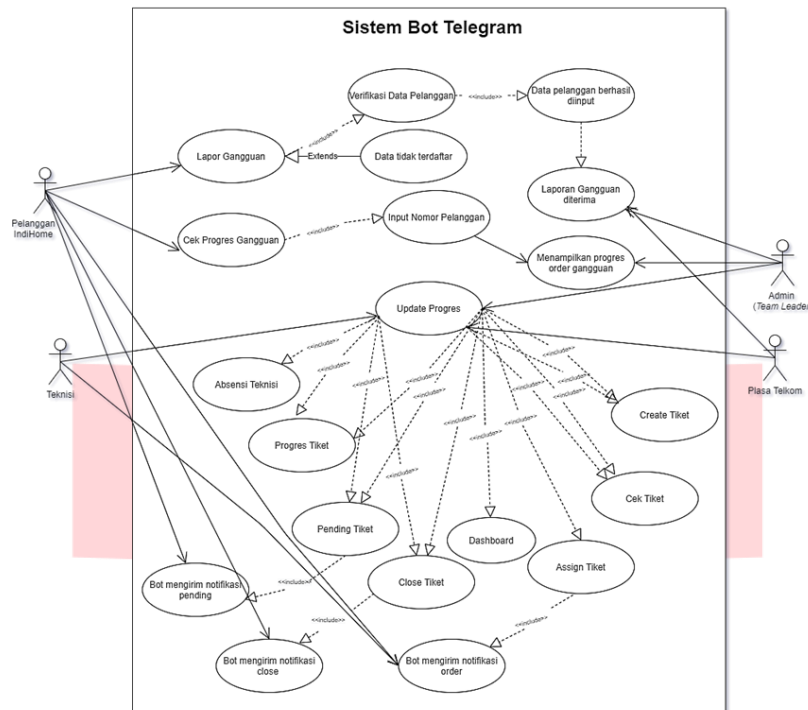 Sistem Bot Telegram
Verifikasi Data Pelanggan
<<include>>
Data pelanggan berhasil
diinput
<<include>>
Lapor Gangguan
Extends
Data tidak terdaftar
Pelanggan
IndiHome
Laporan Gangguan
diterima
Cek Progres Gangguan
<<include>>
Input Nomor Pelanggan
Menampilkan progres
order gangguan
Admin
(Team Leader
Update Progres
Teknisi
Plasa Telkom
<<include>>
Absensi Teknisi
<<include>>
<<include>>
<<include>>
<<include>>
<<include>>
<<include>>
<<include>>
<<include>>
<<include>>
<<include>>
<<include>>
Create Tiket
Progres Tiket
<<include>>
Cek Tiket
Pending Tiket
Dashboard
Assign Tiket
Close Tiket
<<include>>
Bot mengirim notifikasi
pending
<<include>>
<<include>>
Bot mengirim notifikasi
close
Bot mengirim notifikasi
order